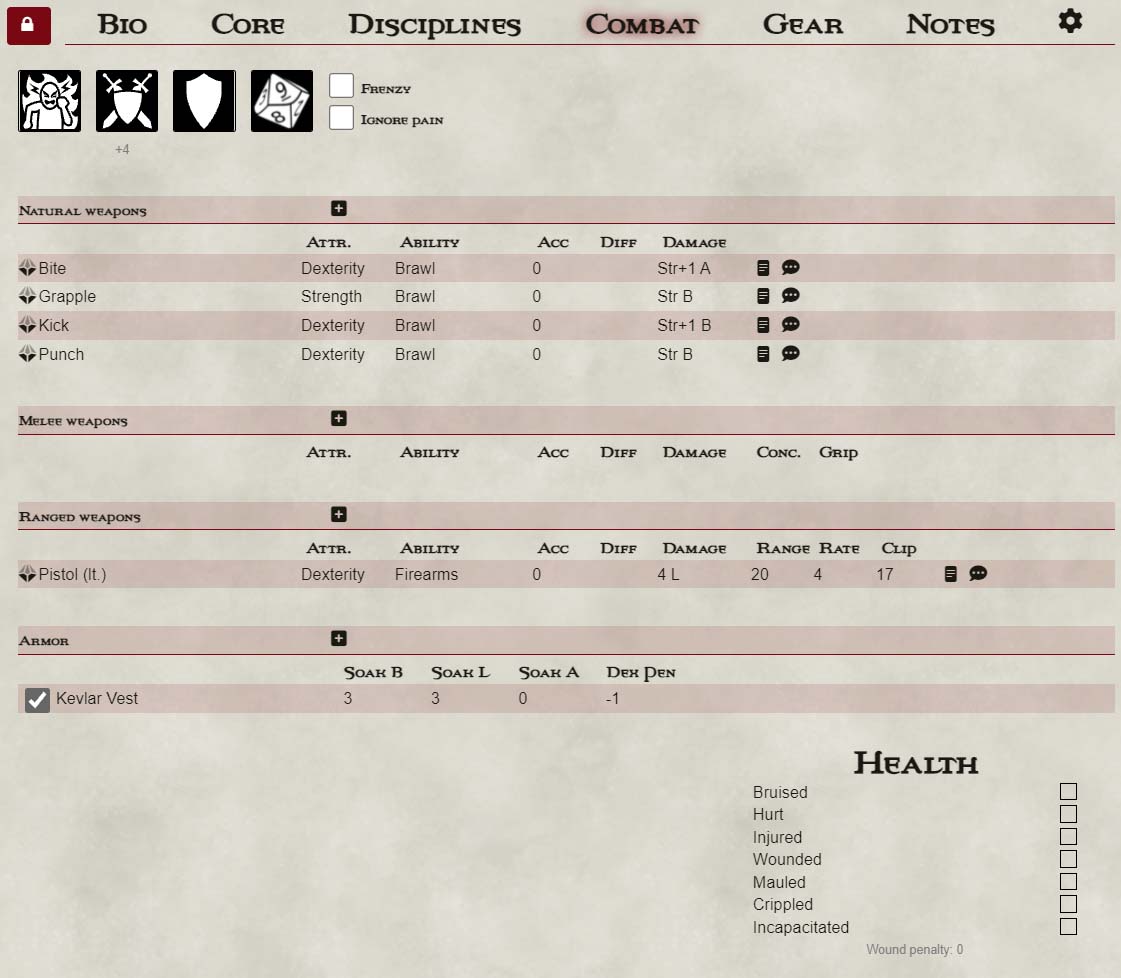 Bio Core Disciplines Combat Gear Notes
Frenzy
Ignore pain
+4
Natural weapons
Attr. Ability Acc Diff Damage
Bite Dexterity Brawl 0 Str+1 A
Grapple Strength Brawl 0 Str B
Kick Dexterity Brawl 0 Str+1 B
Punch Dexterity Brawl 0 Str B
Melee weapons
Attr. Ability Acc Diff Damage Conc. Grip
Ranged weapons
Attr. Ability Acc Diff Damage Range Rate Clip
Pistol (lt.) Dexterity Firearms 0 4 L 20 4 17
Armor
Soak B Soak L Soak A Dex Pen
Kevlar Vest 3 3 0 -1
Health
Bruised
Hurt
Injured
Wounded
Mauled
Crippled
Incapacitated
Wound penalty: 0